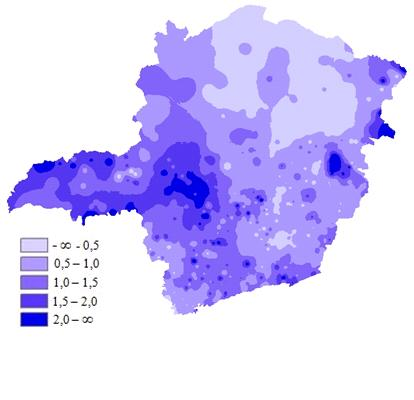 - ∞ - 0,5
0,5 – 1,0
1,0 – 1,5
1,5 – 2,0
2,0 – ∞